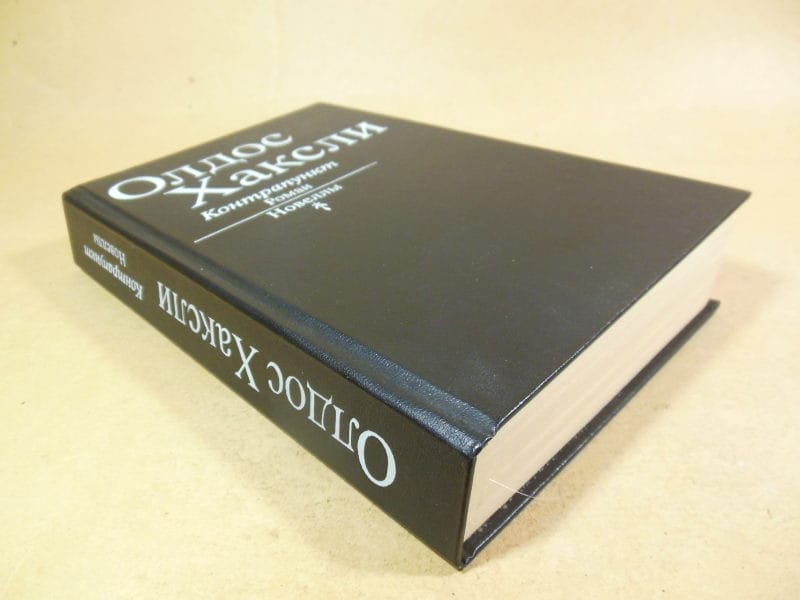 Олдос
Хаксли
Контрапункт
Роман
Новеллы
Олдос Хаксли
Контрапункт
Новеллы